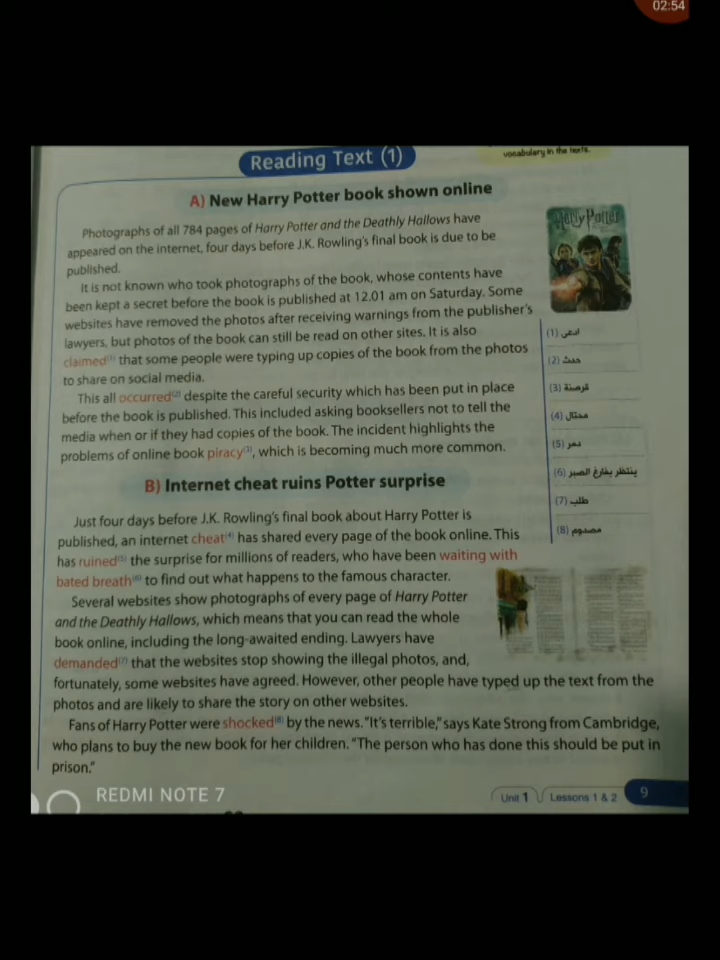 02:54
vocabulary in the texts.
Reading Text (1)
A) New Harry Potter book shown online
Photographs of all 784 pages of Harry Potter and the Deathly Hallows have
appeared on the internet, four days before J.K. Rowling's final book is due to be
published.
It is not known who took photographs of the book, whose contents have
been kept a secret before the book is published at 12.01 am on Saturday. Some
websites have removed the photos after receiving warnings from the publisher's
lawyers, but photos of the book can still be read on other sites. It is also
claimed(1) that some people were typing up copies of the book from the photos
to share on social media.
This all occurred(2) despite the careful security which has been put in place
before the book is published. This included asking booksellers not to tell the
media when or if they had copies of the book. The incident highlights the
problems of online book piracy(3), which is becoming much more common.
Harry Potter
(1) ادعى
(2) حدث
(3) قرصنة
(4) محتال
(5) دمر
(6) ينتظر بفارغ الصبر
(7) طلب
(8) مصدوم
B) Internet cheat ruins Potter surprise
Just four days before J.K. Rowling's final book about Harry Potter is
published, an internet cheat(4) has shared every page of the book online. This
has ruined(5) the surprise for millions of readers, who have been waiting with
bated breath(6) to find out what happens to the famous character.
Several websites show photographs of every page of Harry Potter
and the Deathly Hallows, which means that you can read the whole
book online, including the long-awaited ending. Lawyers have
demanded(7) that the websites stop showing the illegal photos, and,
fortunately, some websites have agreed. However, other people have typed up the text from the
photos and are likely to share the story on other websites.
Fans of Harry Potter were shocked(8) by the news. "It's terrible," says Kate Strong from Cambridge,
who plans to buy the new book for her children. "The person who has done this should be put in
prison."
REDMI NOTE 7
Unit 1 Lessons 1 & 2 9